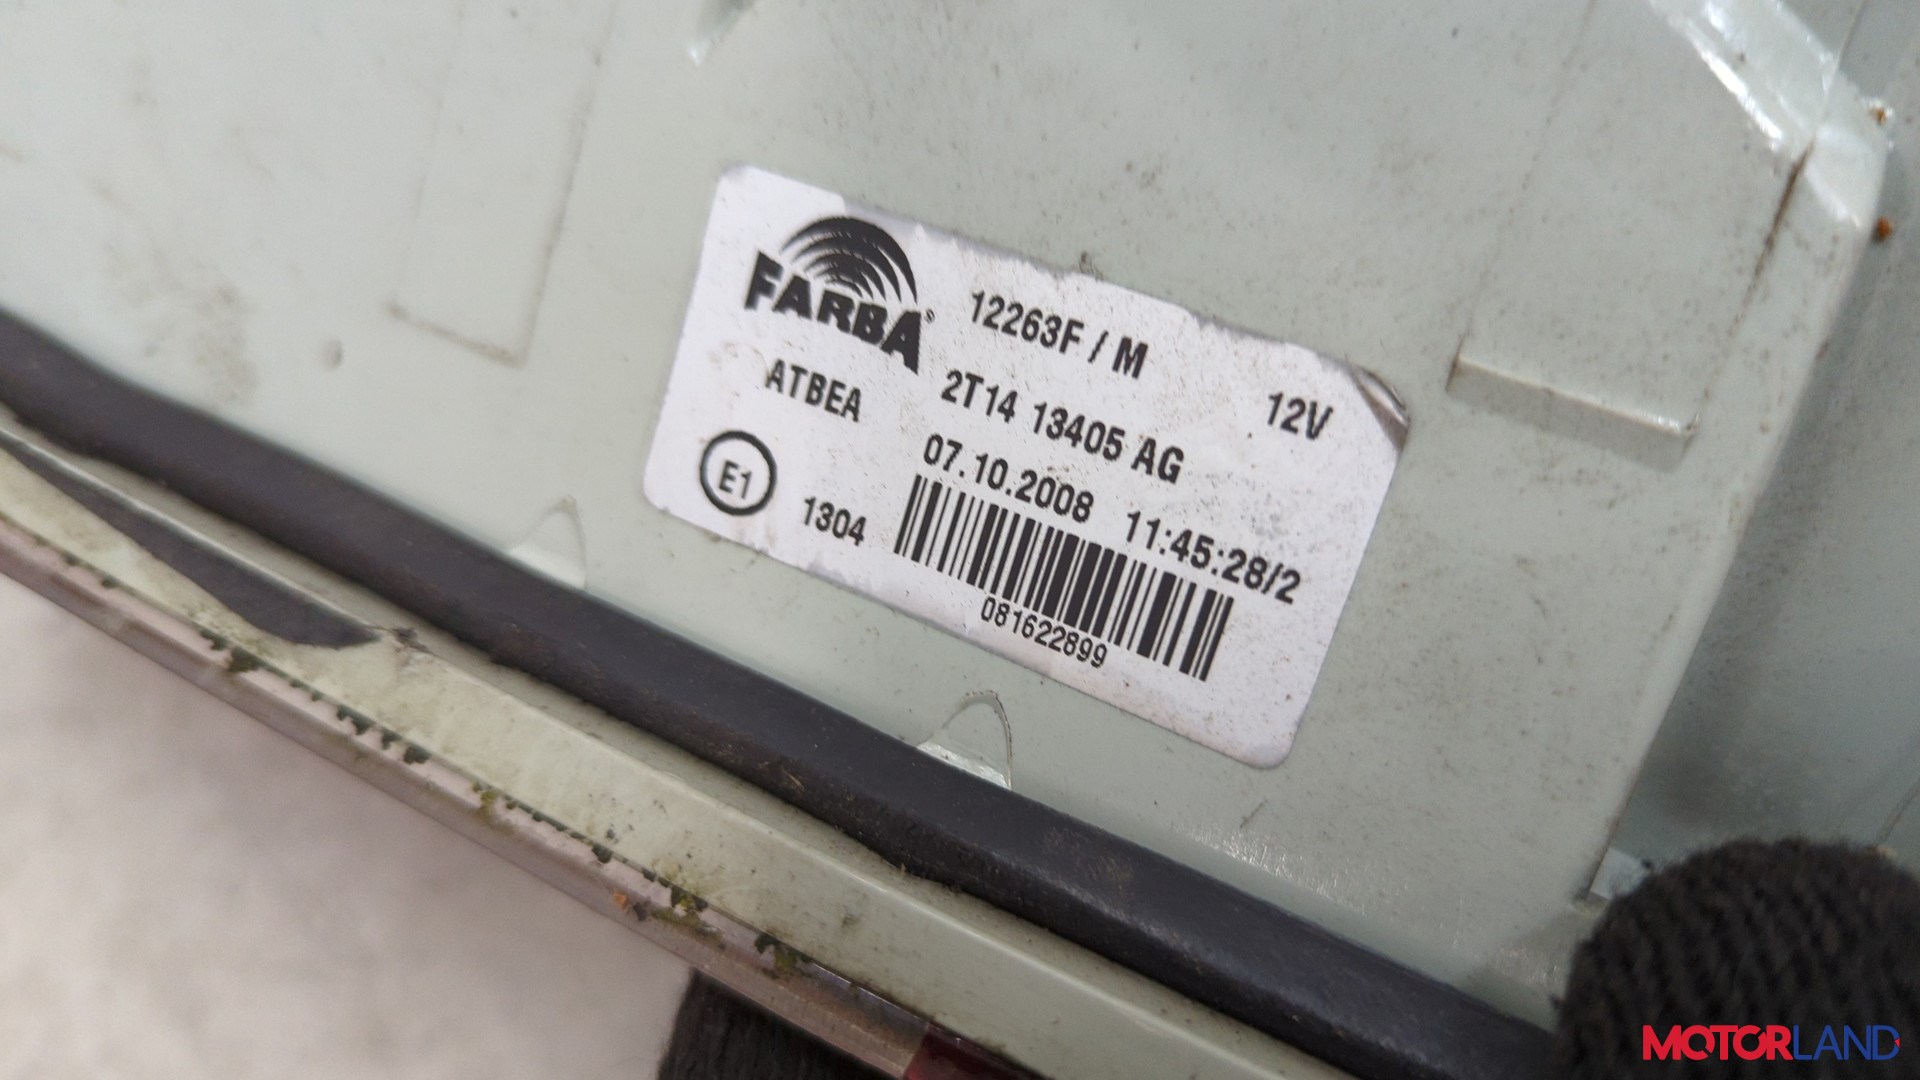 FARBA®
12263F / M
ATBEA
2T14 13405 AG
12V
E1
1304
07.10.2008 11:45:28/2
081622899
MOTORLAND